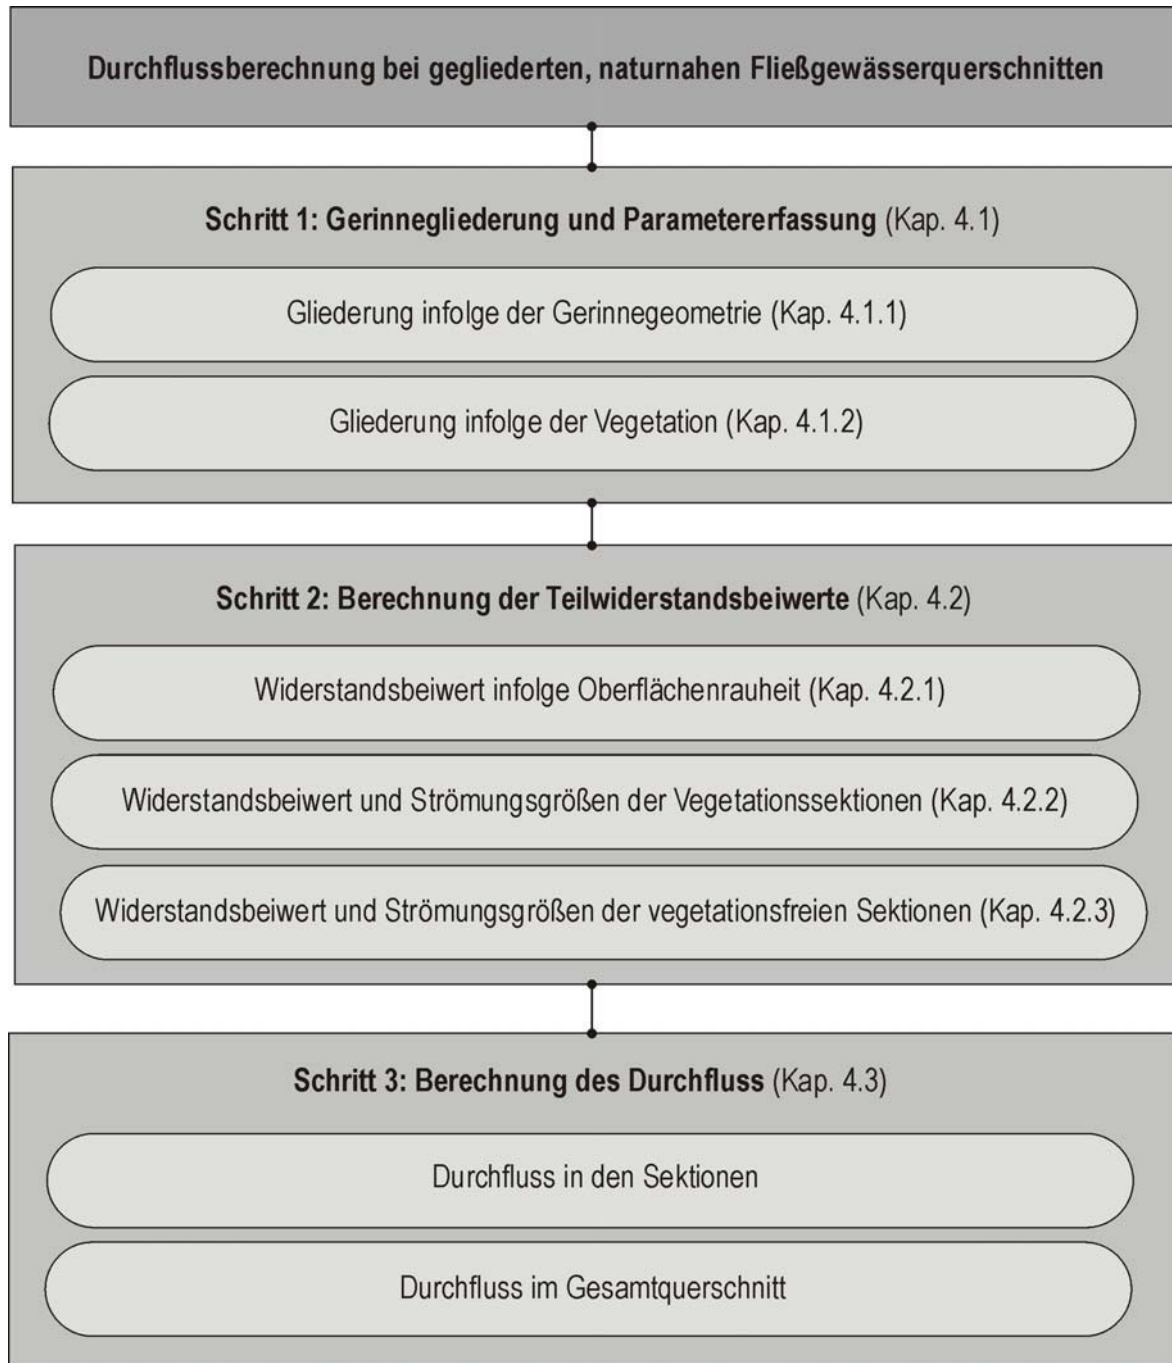 Durchflussberechnung bei gegliederten, naturnahen Fließgewässerquerschnitten
Schritt 1: Gerinnegliederung und Parametererfassung (Kap. 4.1)
Gliederung infolge der Gerinnegeometrie (Kap. 4.1.1)
Gliederung infolge der Vegetation (Kap. 4.1.2)
Schritt 2: Berechnung der Teilwiderstandsbeiwerte (Kap. 4.2)
Widerstandsbeiwert infolge Oberflächenrauheit (Kap. 4.2.1)
Widerstandsbeiwert und Strömungsgrößen der Vegetationssektionen (Kap. 4.2.2)
Widerstandsbeiwert und Strömungsgrößen der vegetationsfreien Sektionen (Kap. 4.2.3)
Schritt 3: Berechnung des Durchfluss (Kap. 4.3)
Durchfluss in den Sektionen
Durchfluss im Gesamtquerschnitt